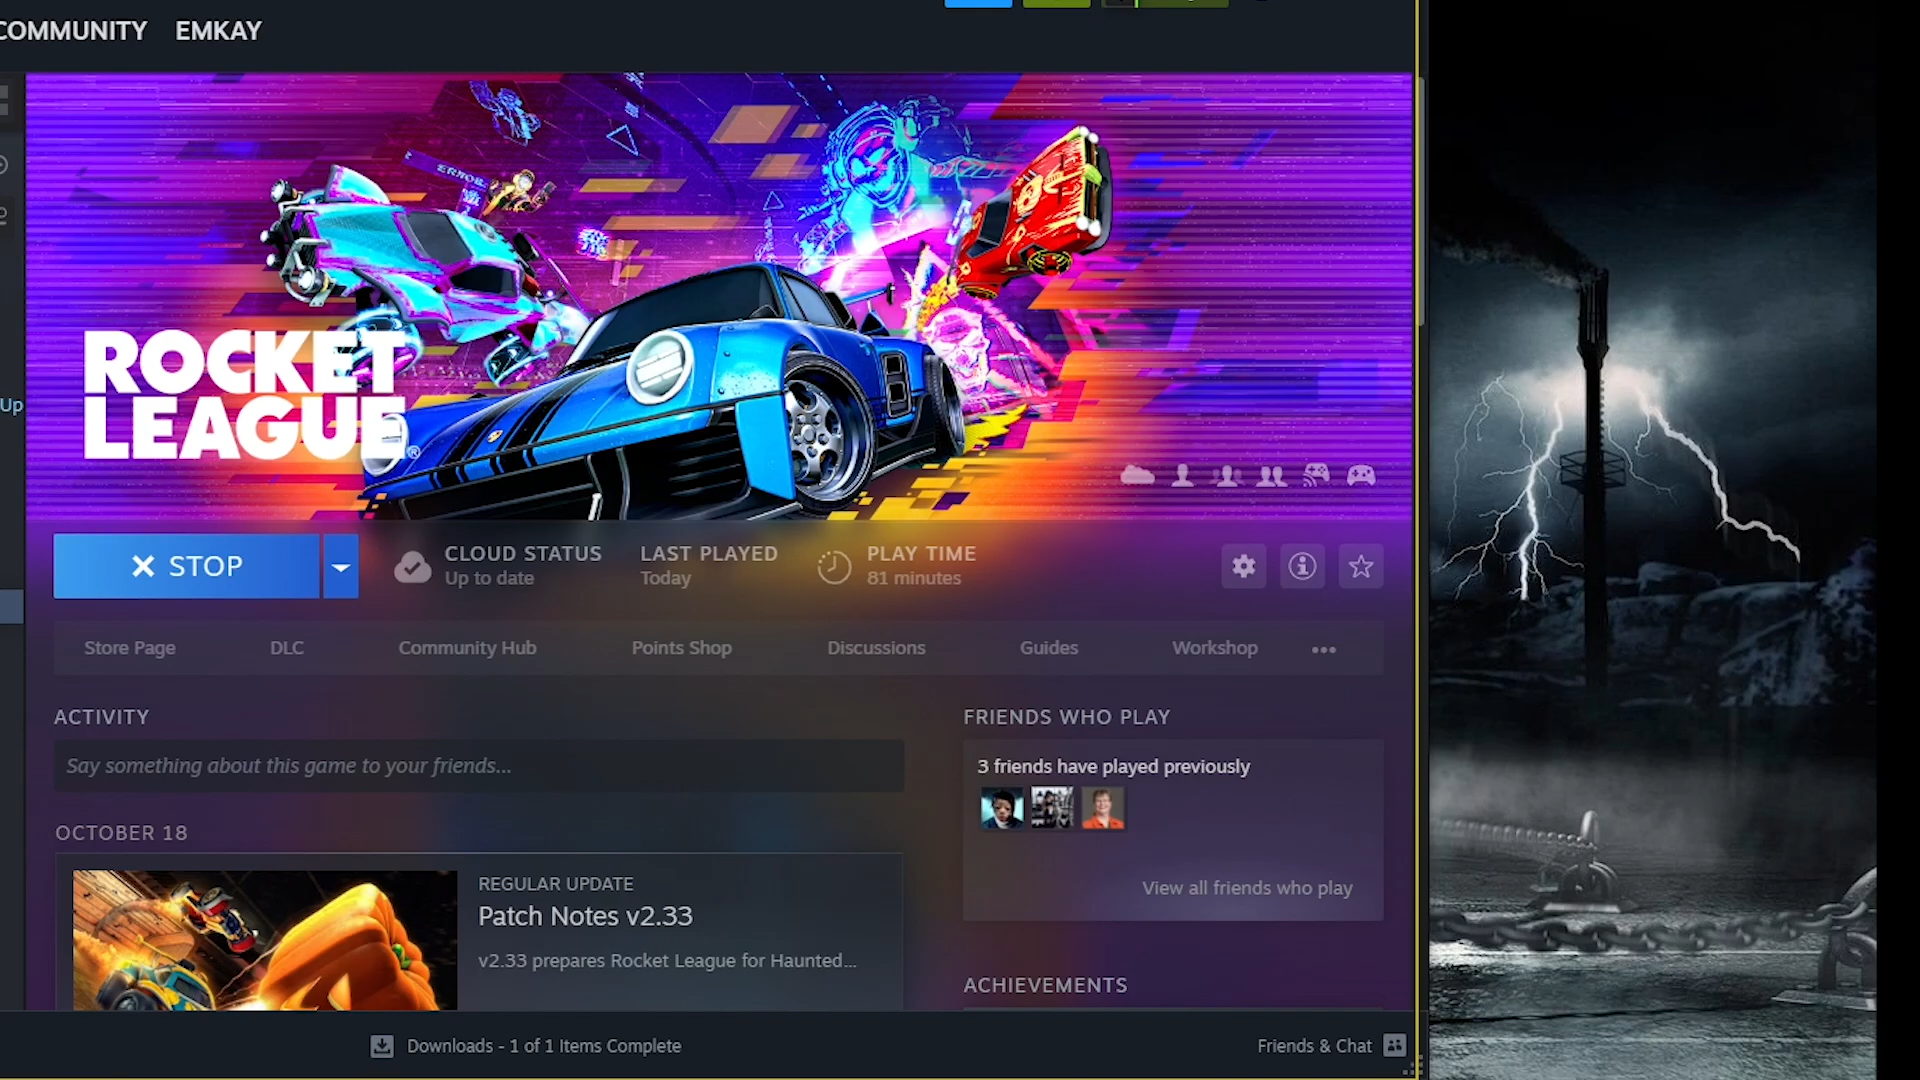 COMMUNITY EMKAY
ROCKET
LEAGUE®
Up
STOP
CLOUD STATUS
Up to date
LAST PLAYED
Today
PLAY TIME
81 minutes
Store Page DLC Community Hub Points Shop Discussions Guides Workshop
ACTIVITY
Say something about this game to your friends...
FRIENDS WHO PLAY
3 friends have played previously
View all friends who play
OCTOBER 18
REGULAR UPDATE
Patch Notes v2.33
v2.33 prepares Rocket League for Haunted...
ACHIEVEMENTS
Downloads - 1 of 1 Items Complete
Friends & Chat